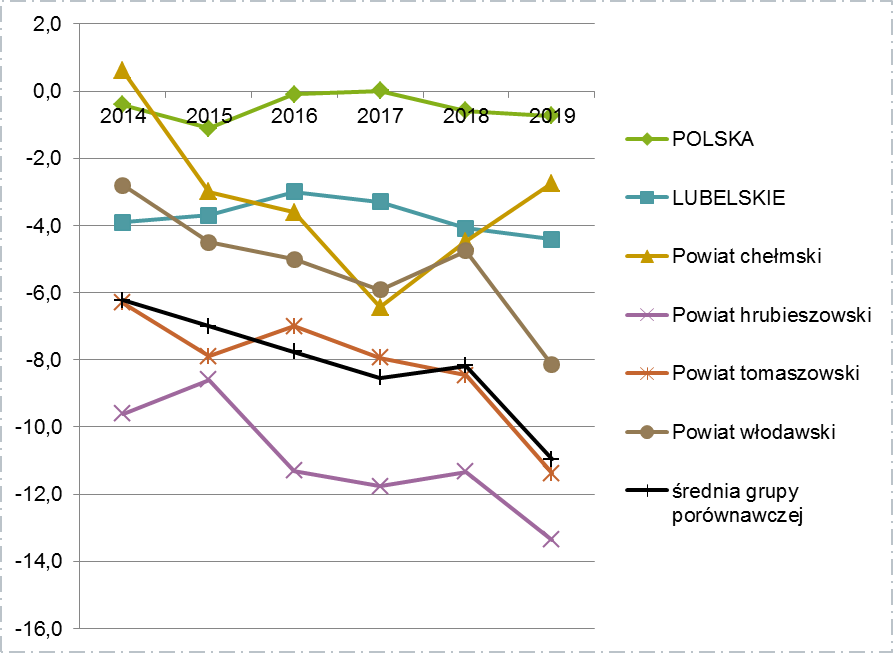 2,0
0,0
-2,0
-4,0
-6,0
-8,0
-10,0
-12,0
-14,0
-16,0
2014 2015 2016 2017 2018 2019
POLSKA
LUBELSKIE
Powiat chełmski
Powiat hrubieszowski
Powiat tomaszowski
Powiat włodawski
średnia grupy
porównawczej